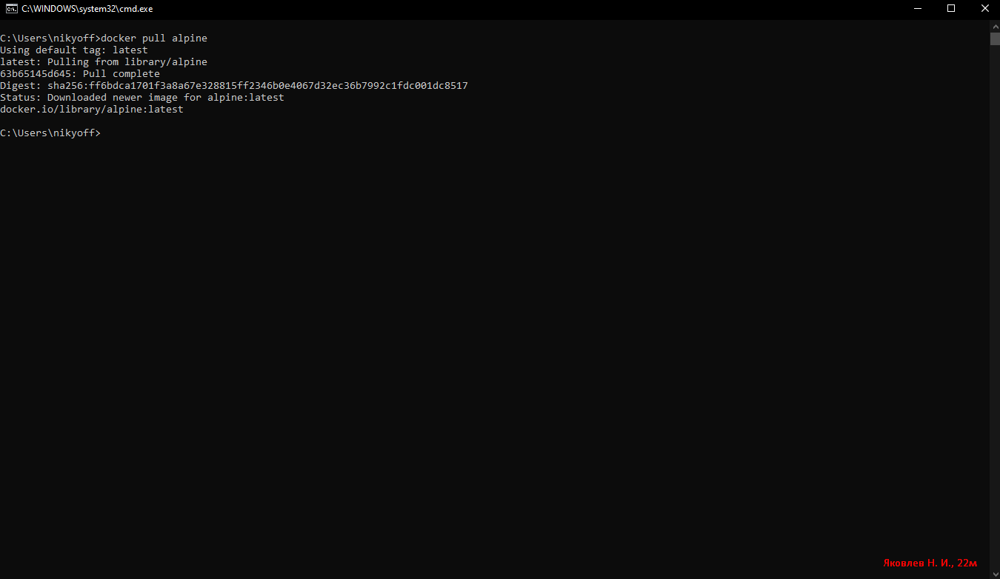 C:\WINDOWS\system32\cmd.exe
C:\Users\nikyoff>docker pull alpine
Using default tag: latest
latest: Pulling from library/alpine
63b65145d645: Pull complete
Digest: sha256:ff6bdca1701f3a8a67e328815ff2346b0e4067d32ec36b7992c1fdc001dc8517
Status: Downloaded newer image for alpine:latest
docker.io/library/alpine:latest
C:\Users\nikyoff>
Яковлев Н. И., 22м